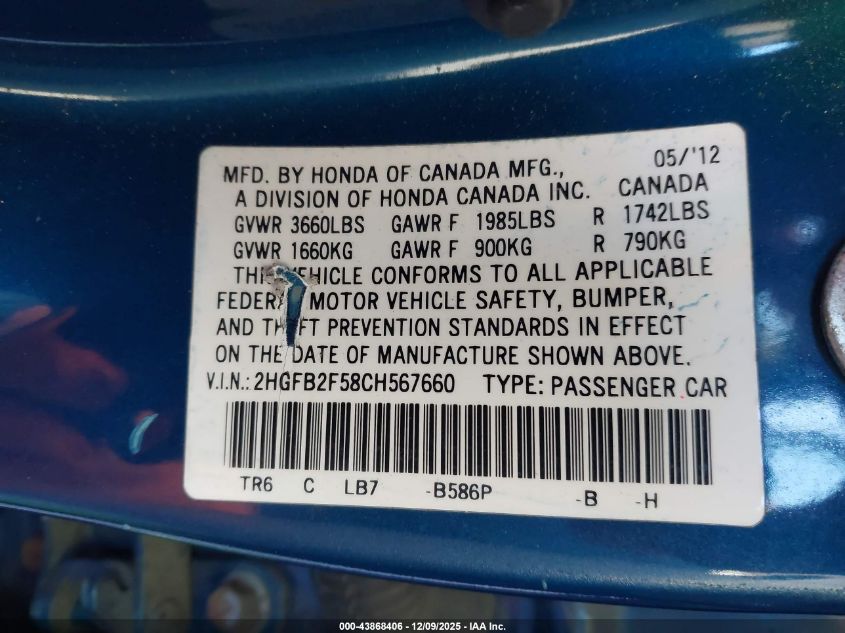 05/'12
MFD. BY HONDA OF CANADA MFG.,
A DIVISION OF HONDA CANADA INC. CANADA
GVWR 3660LBS GAWR F 1985LBS R 1742LBS
GVWR 1660KG GAWR F 900KG R 790KG
VEHICLE CONFORMS TO ALL APPLICABLE
MOTOR VEHICLE SAFETY, BUMPER,
AND PREVENTION STANDARDS IN EFFECT
ON THE DATE OF MANUFACTURE SHOWN ABOVE.
V.I.N.: 2HGFB2F58CH567660 TYPE: PASSENGER CAR
TR6 C LB7 -B586P -B -H
000-43868406 - 12/09/2025 - IAA Inc.